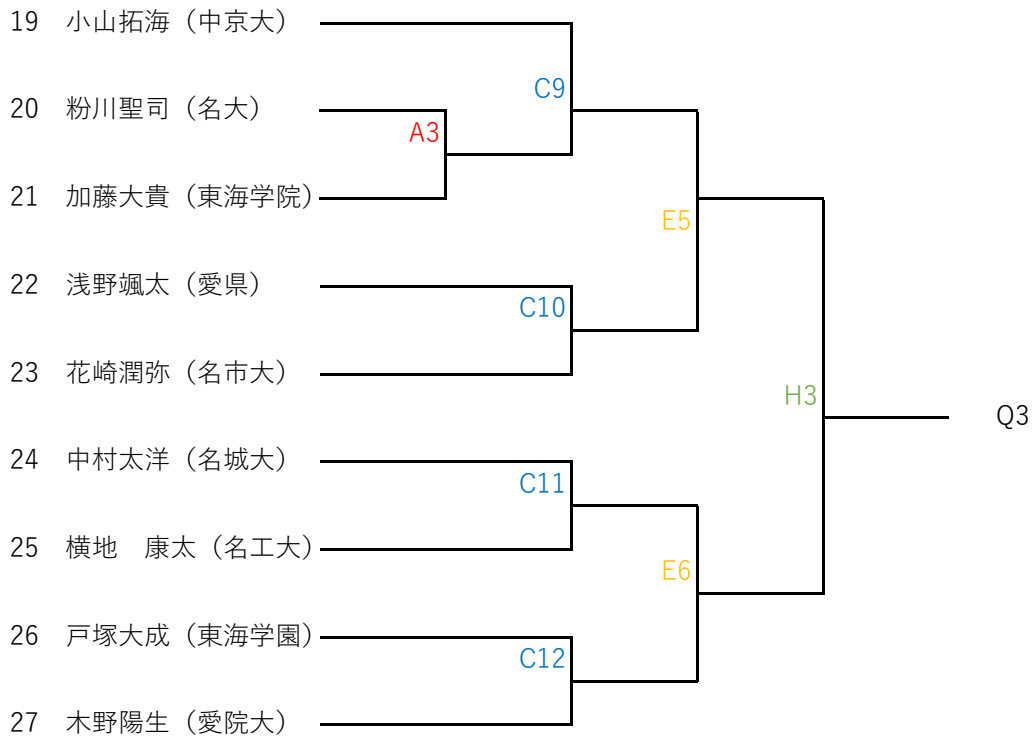 19 小山拓海（中京大）
C9
20 粉川聖司（名大）
A3
21 加藤大貴（東海学院）
E5
22 浅野颯太（愛県）
C10
23 花崎潤弥（名市大）
H3
Q3
24 中村太洋（名城大）
C11
25 横地　康太（名工大）
E6
26 戸塚大成（東海学園）
C12
27 木野陽生（愛院大）